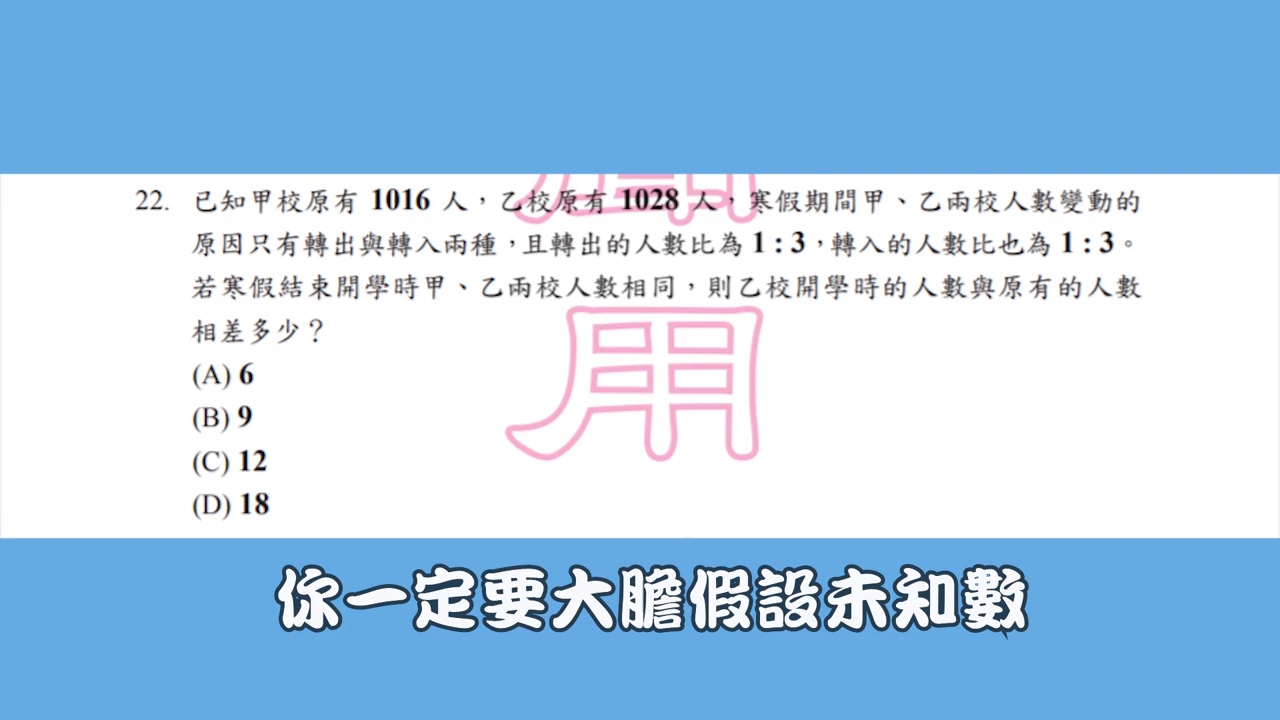 22. 已知甲校原有 1016 人，乙校原有 1028 人，寒假期間甲、乙兩校人數變動的
原因只有轉出與轉入兩種，且轉出的人數比為 1 : 3，轉入的人數比也為 1 : 3。
若寒假結束開學時甲、乙兩校人數相同，則乙校開學時的人數與原有的人數
相差多少？
(A) 6
(B) 9
(C) 12
(D) 18
用
你一定要大膽假設未知數